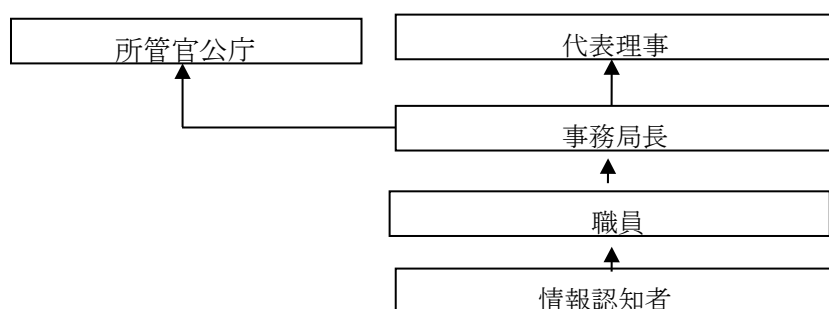 所管官公庁
代表理事
事務局長
職員
情報認知者